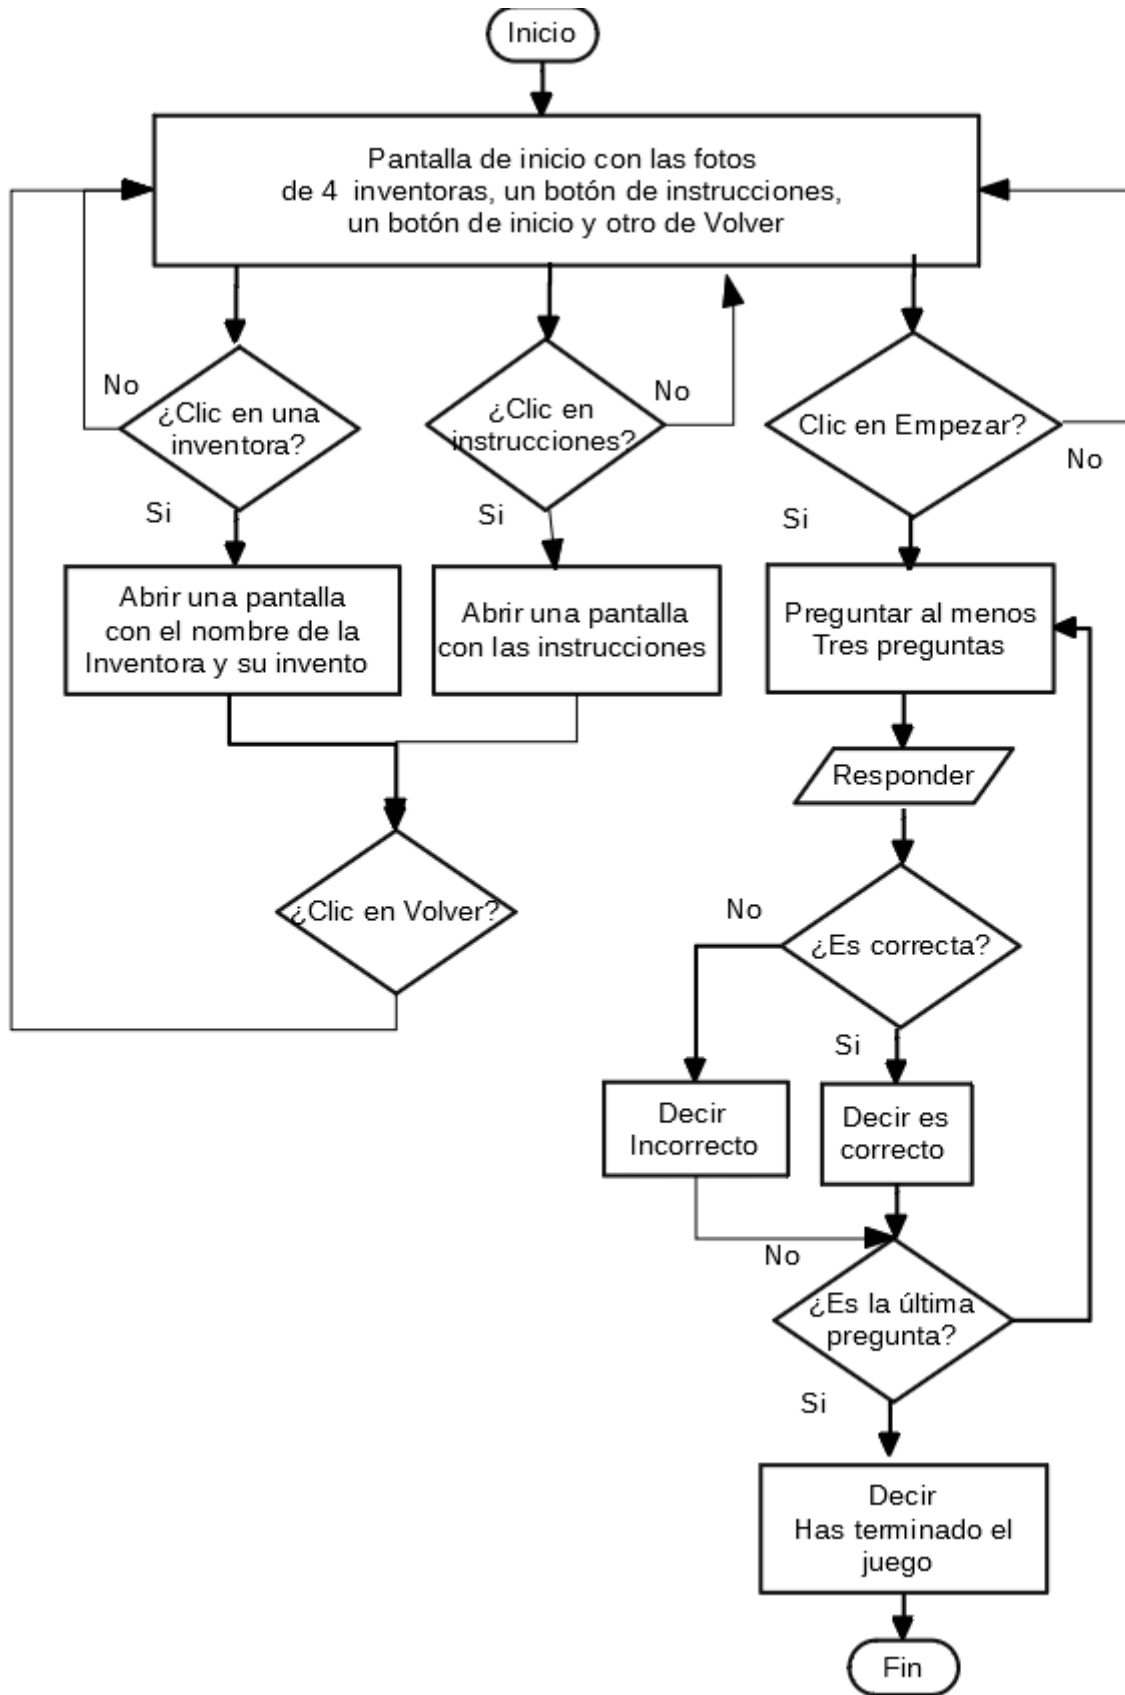 Inicio
Pantalla de inicio con las fotos
de 4 inventoras, un botón de instrucciones,
un botón de inicio y otro de Volver
No
¿Clic en una
inventora?
Si
¿Clic en
instrucciones?
No
Si
Clic en Empezar?
No
Si
Abrir una pantalla
con el nombre de la
Inventora y su invento
Abrir una pantalla
con las instrucciones
Preguntar al menos
Tres preguntas
Responder
¿Clic en Volver?
No
¿Es correcta?
Si
Decir
Incorrecto
Decir es
correcto
No
¿Es la última
pregunta?
Si
Decir
Has terminado el
juego
Fin